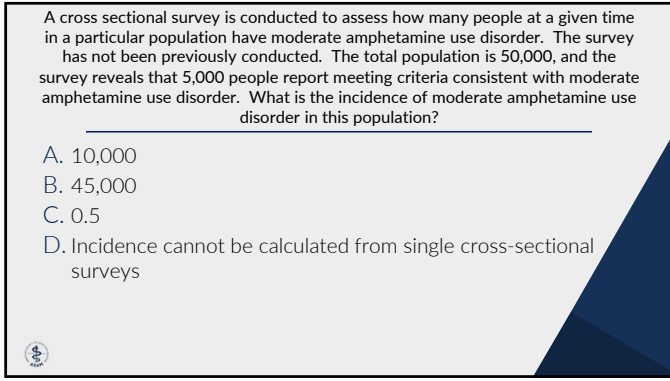 A cross sectional survey is conducted to assess how many people at a given time
in a particular population have moderate amphetamine use disorder. The survey
has not been previously conducted. The total population is 50,000, and the
survey reveals that 5,000 people report meeting criteria consistent with moderate
amphetamine use disorder. What is the incidence of moderate amphetamine use
disorder in this population?
A. 10,000
B. 45,000
C. 0.5
D. Incidence cannot be calculated from single cross-sectional
surveys
ASAM